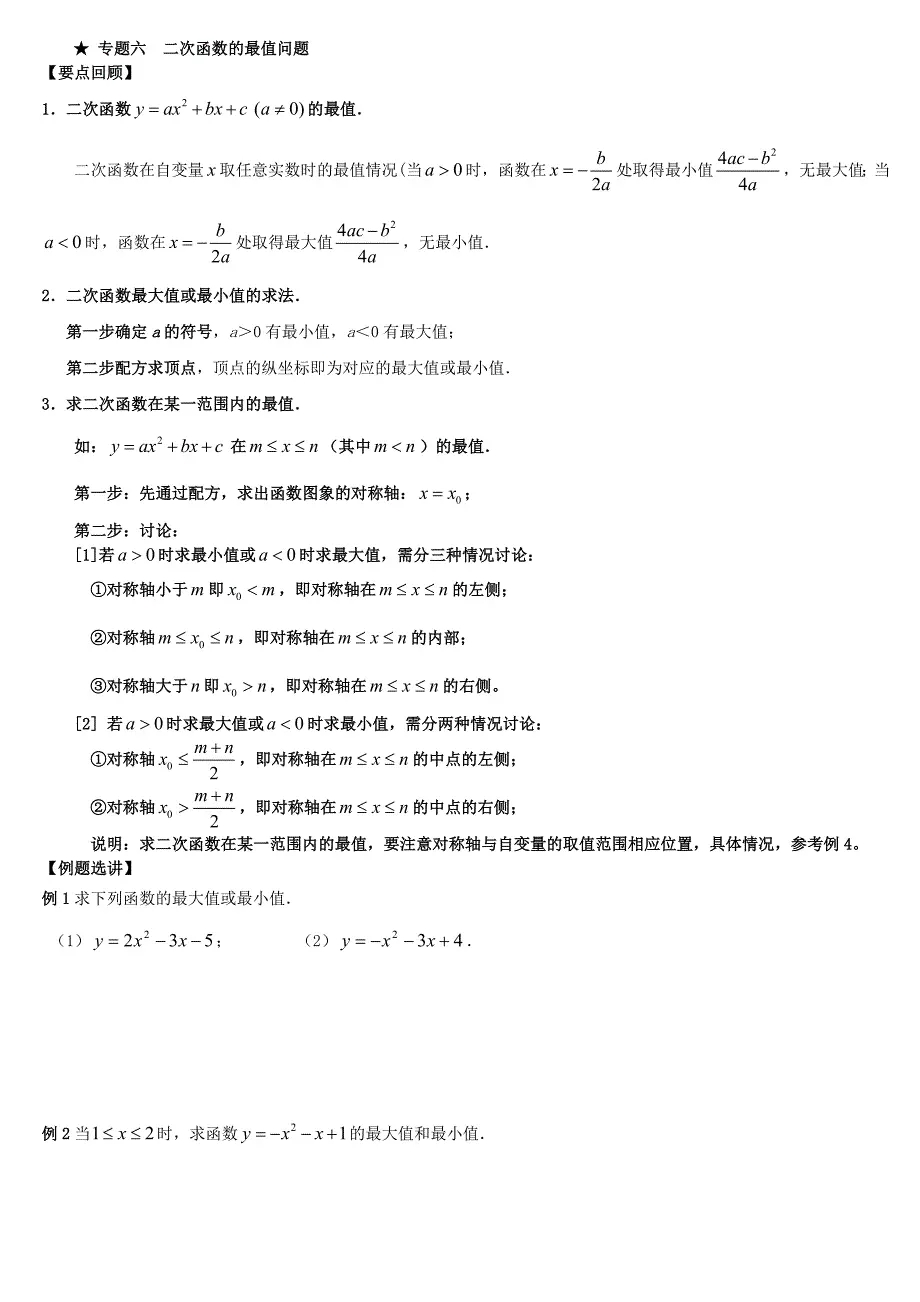 ★ 专题六  二次函数的最值问题
【要点回顾】
1．二次函数 y = ax² + bx + c (a ≠ 0) 的最值．
二次函数在自变量 x 取任意实数时的最值情况(当 a > 0 时，函数在 x = −b/2a 处取得最小值 (4ac − b²)/4a，无最大值；当
a < 0 时，函数在 x = −b/2a 处取得最大值 (4ac − b²)/4a，无最小值．
2．二次函数最大值或最小值的求法．
第一步确定 a 的符号，a＞0 有最小值，a＜0 有最大值；
第二步配方求顶点，顶点的纵坐标即为对应的最大值或最小值．
3．求二次函数在某一范围内的最值．
如：y = ax² + bx + c 在 m ≤ x ≤ n（其中 m < n）的最值．
第一步：先通过配方，求出函数图象的对称轴：x = x₀；
第二步：讨论：
[1]若 a > 0 时求最小值或 a < 0 时求最大值，需分三种情况讨论：
①对称轴小于 m 即 x₀ < m，即对称轴在 m ≤ x ≤ n 的左侧；
②对称轴 m ≤ x₀ ≤ n，即对称轴在 m ≤ x ≤ n 的内部；
③对称轴大于 n 即 x₀ > n，即对称轴在 m ≤ x ≤ n 的右侧。
[2] 若 a > 0 时求最大值或 a < 0 时求最小值，需分两种情况讨论：
①对称轴 x₀ ≤ (m + n)/2，即对称轴在 m ≤ x ≤ n 的中点的左侧；
②对称轴 x₀ > (m + n)/2，即对称轴在 m ≤ x ≤ n 的中点的右侧；
说明：求二次函数在某一范围内的最值，要注意对称轴与自变量的取值范围相应位置，具体情况，参考例 4。
【例题选讲】
例 1 求下列函数的最大值或最小值．
（1）y = 2x² − 3x − 5； （2）y = −x² − 3x + 4．
例 2 当 1 ≤ x ≤ 2 时，求函数 y = −x² − x + 1 的最大值和最小值．